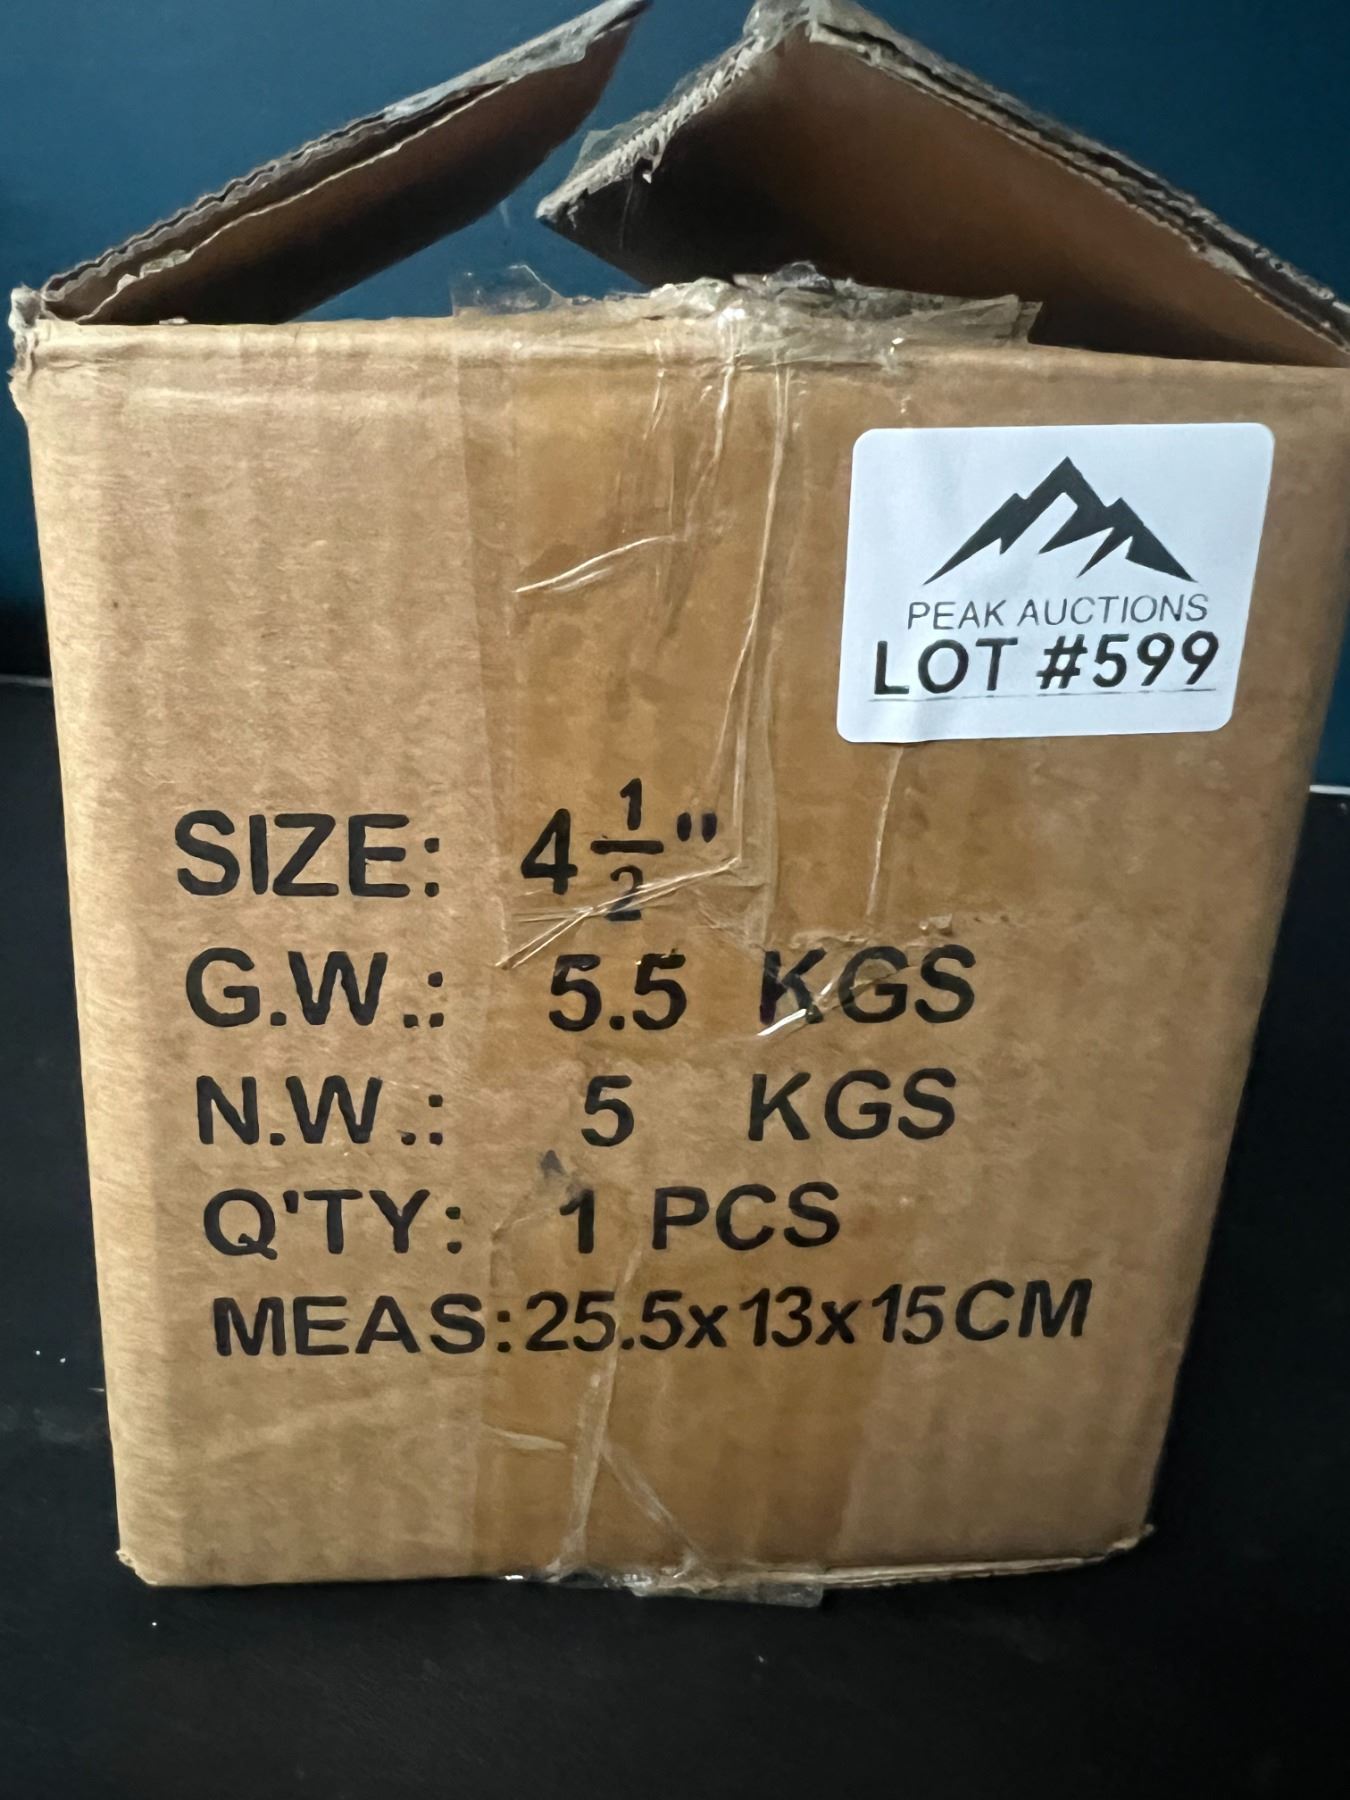 PEAK AUCTIONS
LOT #599
SIZE: 4 1/2"
G.W.: 5.5 KGS
N.W.: 5 KGS
Q'TY: 1 PCS
MEAS:25.5x13x15CM